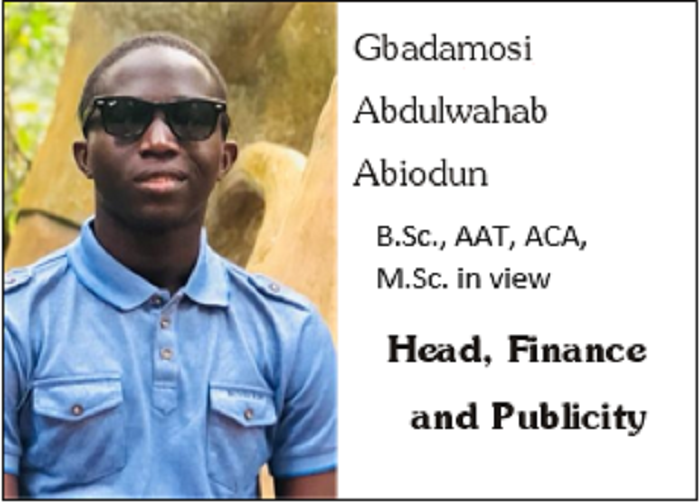 Gbadamosi
Abdulwahab
Abiodun
B.Sc., AAT, ACA,
M.Sc. in view
Head, Finance
and Publicity